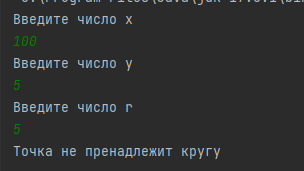 Введите число x
100
Введите число y
5
Введите число r
5
Точка не пренадлежит кругу